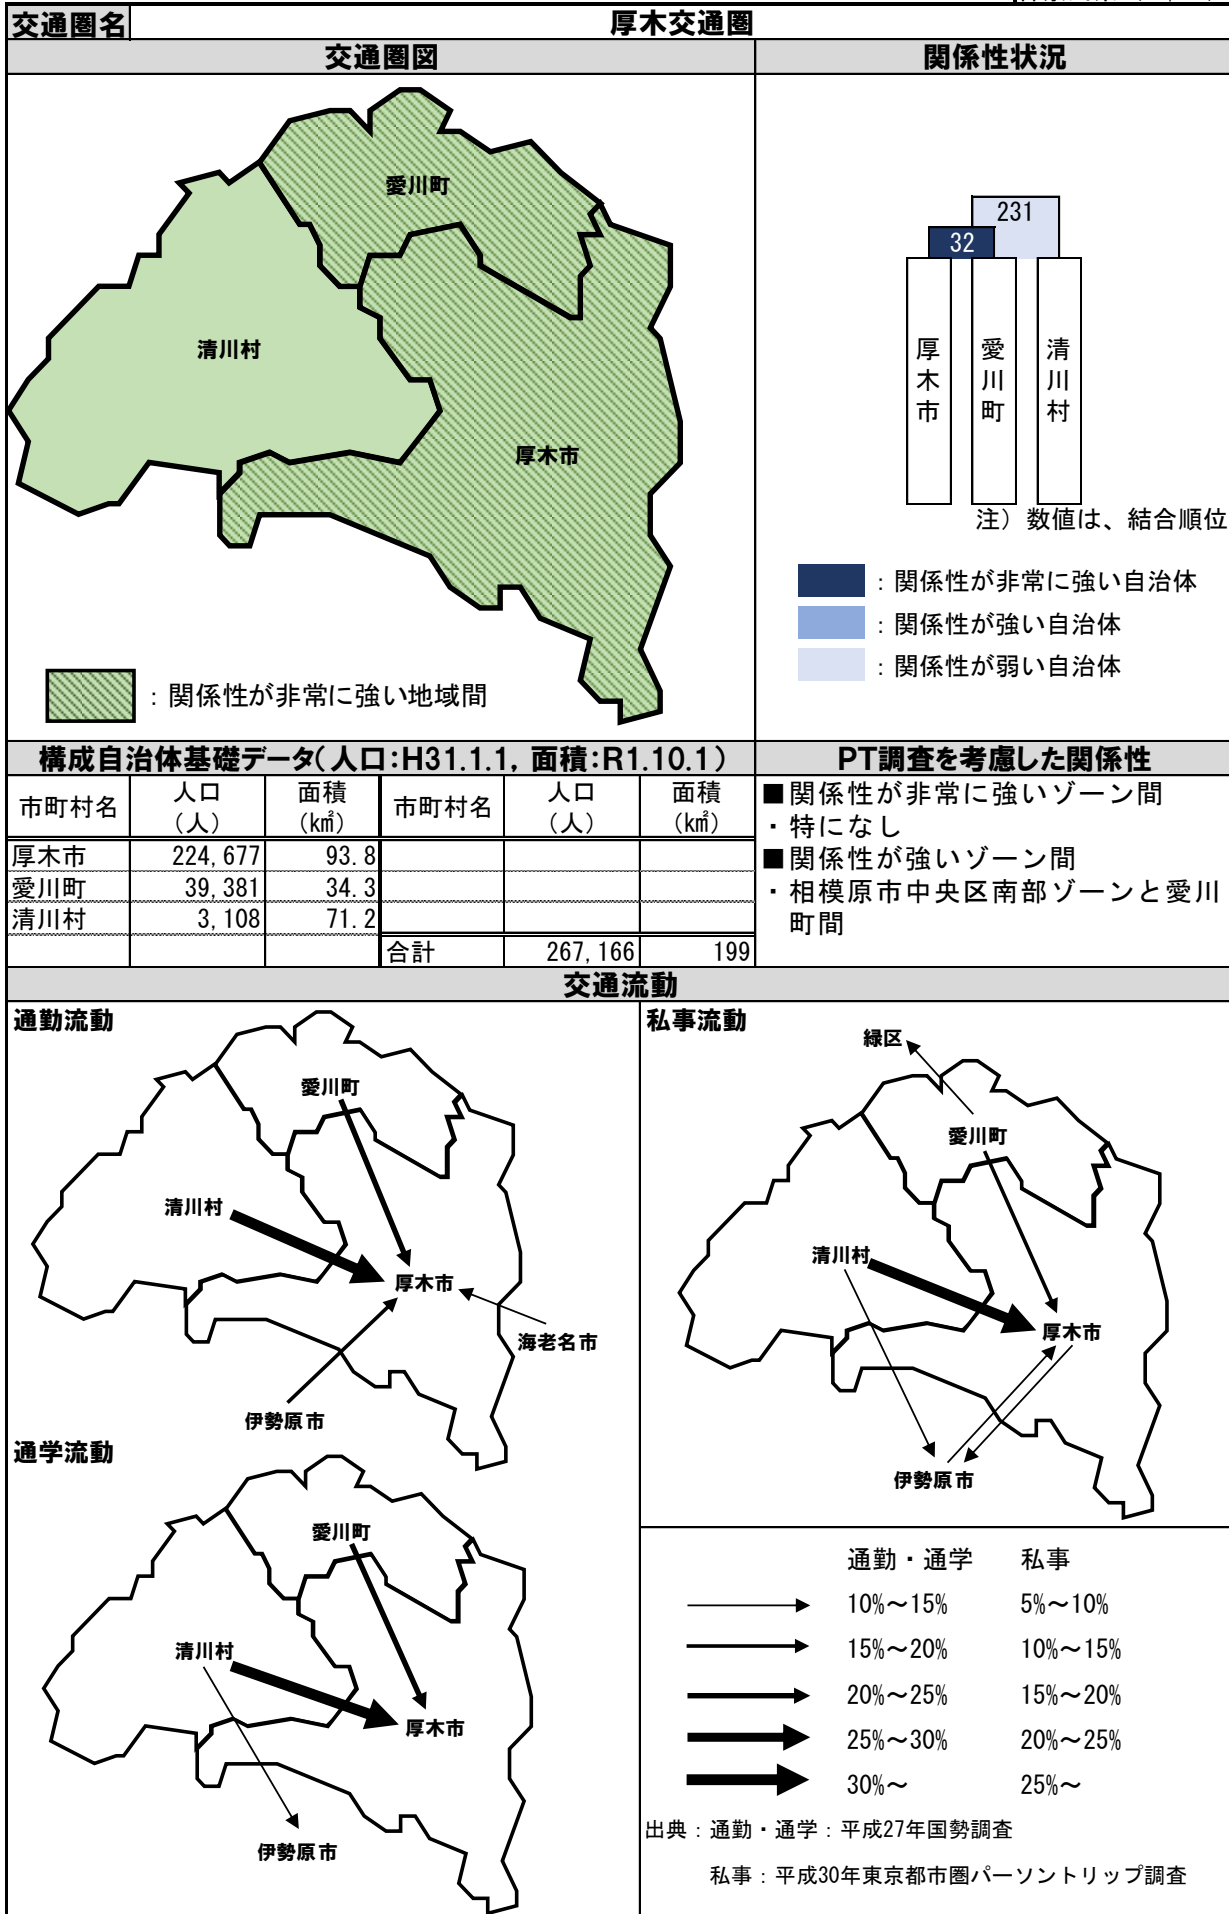 交通圏名
厚木交通圏
交通圏図
関係性状況
愛川町
清川村
厚木市
：関係性が非常に強い地域間
231
32
厚木市
愛川町
清川村
注）数値は、結合順位
：関係性が非常に強い自治体
：関係性が強い自治体
：関係性が弱い自治体
構成自治体基礎データ(人口:H31.1.1, 面積:R1.10.1)
市町村名 人口（人） 面積（k㎡） 市町村名 人口（人） 面積（k㎡）
厚木市 224,677 93.8
愛川町 39,381 34.3
清川村 3,108 71.2
合計 267,166 199
PT調査を考慮した関係性
■関係性が非常に強いゾーン間
・特になし
■関係性が強いゾーン間
・相模原市中央区南部ゾーンと愛川
町間
交通流動
通勤流動
愛川町
清川村
厚木市
海老名市
伊勢原市
通学流動
愛川町
清川村
厚木市
伊勢原市
私事流動
緑区
愛川町
清川村
厚木市
伊勢原市
通勤・通学 私事
10%～15% 5%～10%
15%～20% 10%～15%
20%～25% 15%～20%
25%～30% 20%～25%
30%～ 25%～
出典：通勤・通学：平成27年国勢調査
私事：平成30年東京都市圏パーソントリップ調査